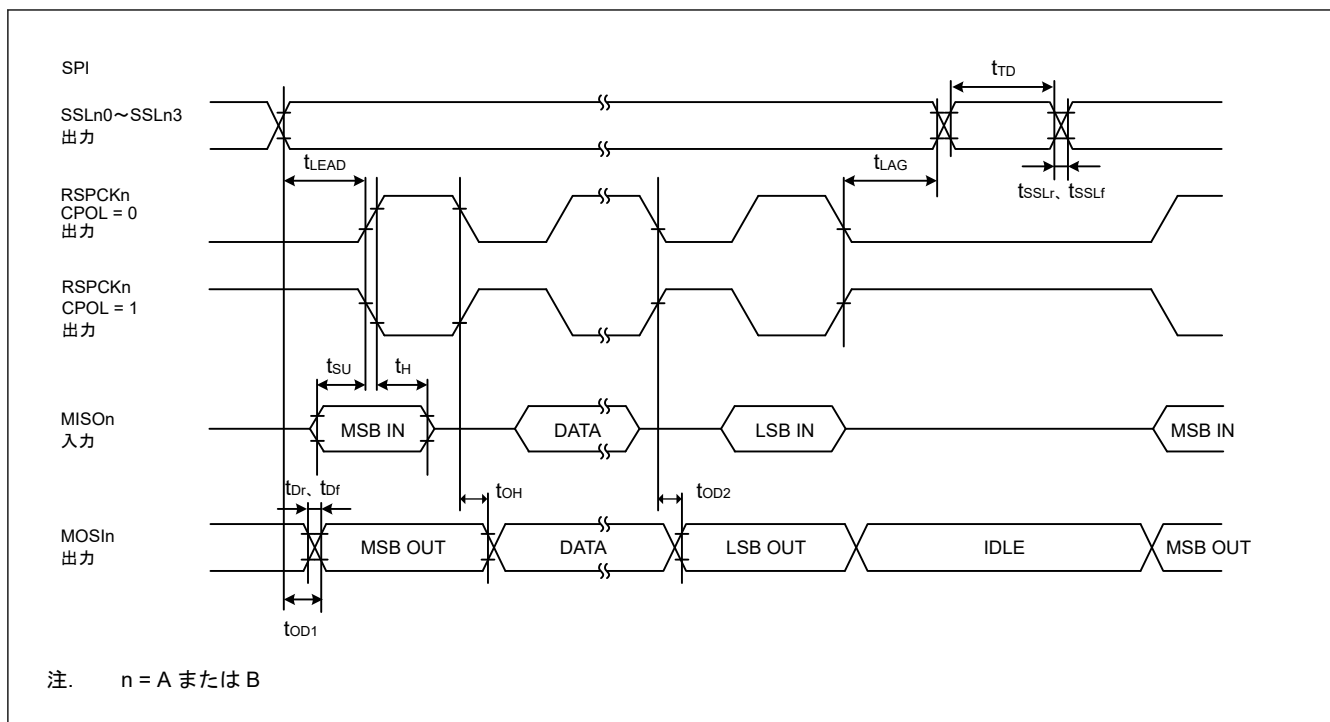 SPI
tTD
SSLn0～SSLn3
出力
tLEAD
tLAG
tSSLr、tSSLf
RSPCKn
CPOL = 0
出力
RSPCKn
CPOL = 1
出力
tSU
tH
MISOn
入力
MSB IN
DATA
LSB IN
MSB IN
tDr、tDf
tOH
tOD2
MOSIn
出力
MSB OUT
DATA
LSB OUT
IDLE
MSB OUT
tOD1
注. n = A または B